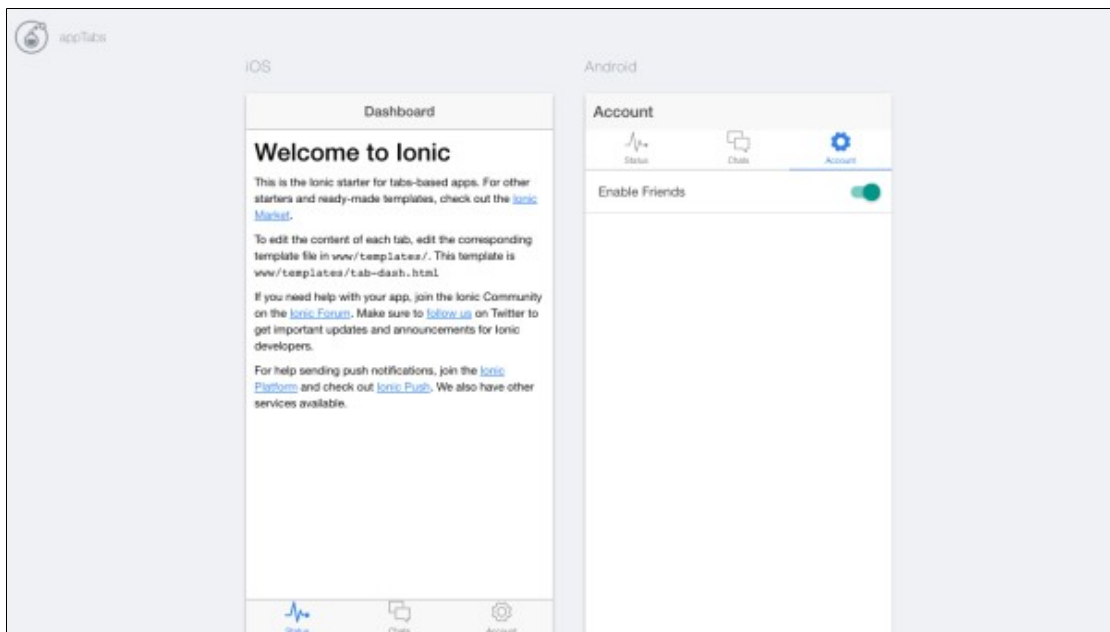 appTabs
iOS
Android
Dashboard
Welcome to Ionic
This is the Ionic starter for tabs-based apps. For other
starters and ready-made templates, check out the Ionic
Market.
To edit the content of each tab, edit the corresponding
template file in www/templates/. This template is
www/templates/tab-dash.html
If you need help with your app, join the Ionic Community
on the Ionic Forum. Make sure to follow us on Twitter to
get important updates and announcements for Ionic
developers.
For help sending push notifications, join the Ionic
Platform and check out Ionic Push. We also have other
services available.
Status
Chats
Account
Account
Status
Chats
Account
Enable Friends